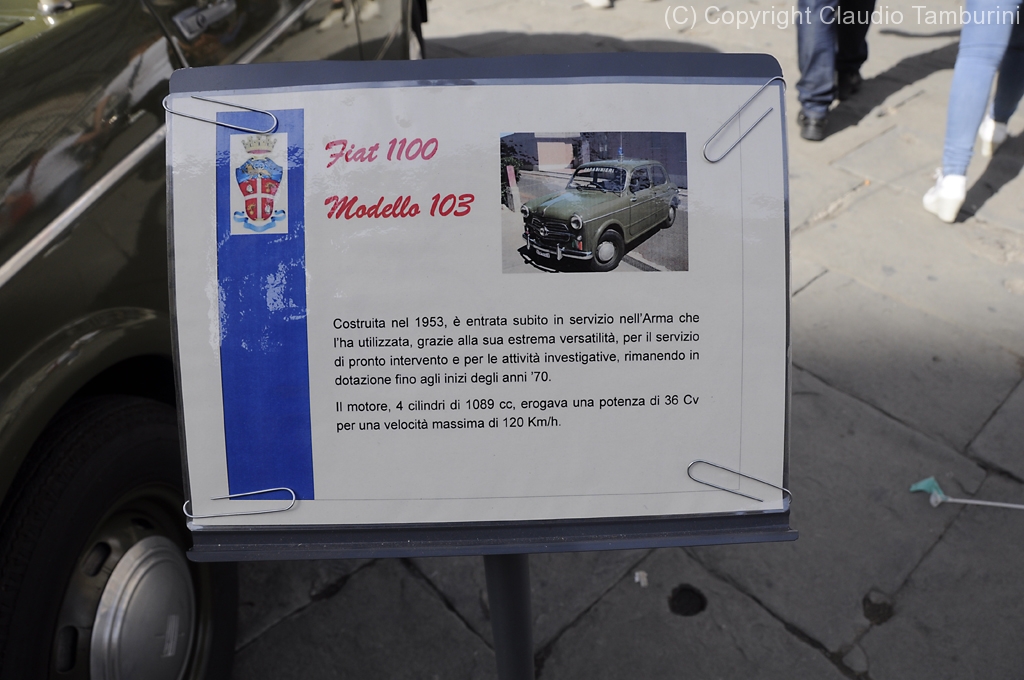 (C) Copyright Claudio Tamburini
Fiat 1100
Modello 103
CARABINIERI
Costruita nel 1953, è entrata subito in servizio nell'Arma che
l'ha utilizzata, grazie alla sua estrema versatilità, per il servizio
di pronto intervento e per le attività investigative, rimanendo in
dotazione fino agli inizi degli anni '70.
Il motore, 4 cilindri di 1089 cc, erogava una potenza di 36 Cv
per una velocità massima di 120 Km/h.